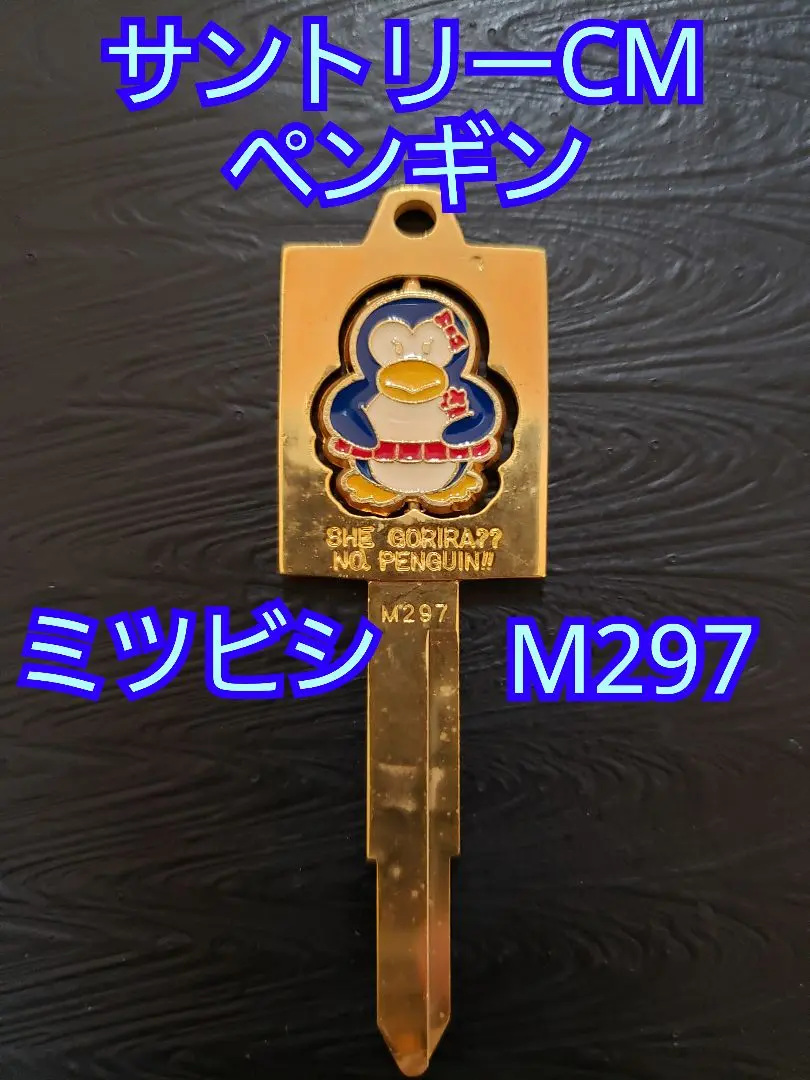 サントリーCM
ペンギン
SHE GORIRA??
NO. PENGUIN!!
M297
ミツビシ M297